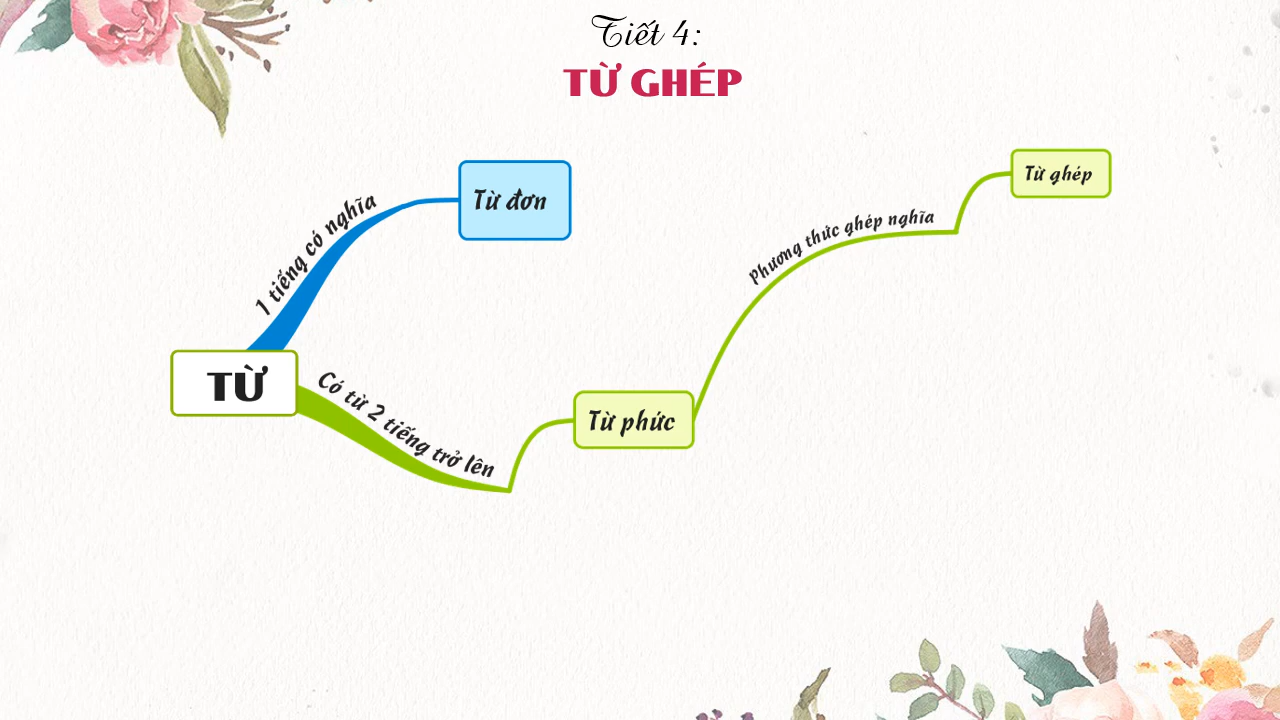 Tiết 4:
TỪ GHÉP
Từ ghép
1 tiếng có nghĩa
Từ đơn
Phương thức ghép nghĩa
TỪ
Có từ 2 tiếng trở lên
Từ phức